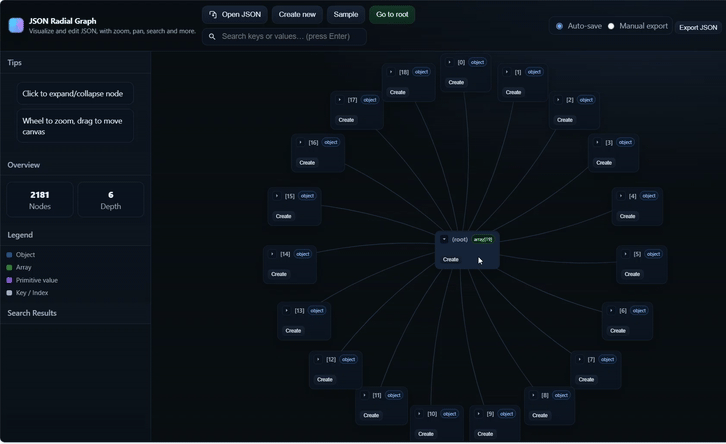 JSON Radial Graph
Visualize and edit JSON, with zoom, pan, search and more.
Open JSON
Create new
Sample
Go to root
Search keys or values… (press Enter)
Auto-save
Manual export
Export JSON
Tips
Click to expand/collapse node
Wheel to zoom, drag to move
canvas
Overview
2181
Nodes
6
Depth
Legend
Object
Array
Primitive value
Key / Index
Search Results
[0] object
Create
[1] object
Create
[2] object
Create
[3] object
Create
[4] object
Create
[5] object
Create
[6] object
Create
[7] object
Create
[8] object
Create
[9] object
Create
[10] object
Create
[11] object
Create
[12] object
Create
[13] object
Create
[14] object
Create
[15] object
Create
[16] object
Create
[17] object
Create
[18] object
Create
(root) array[19]
Create